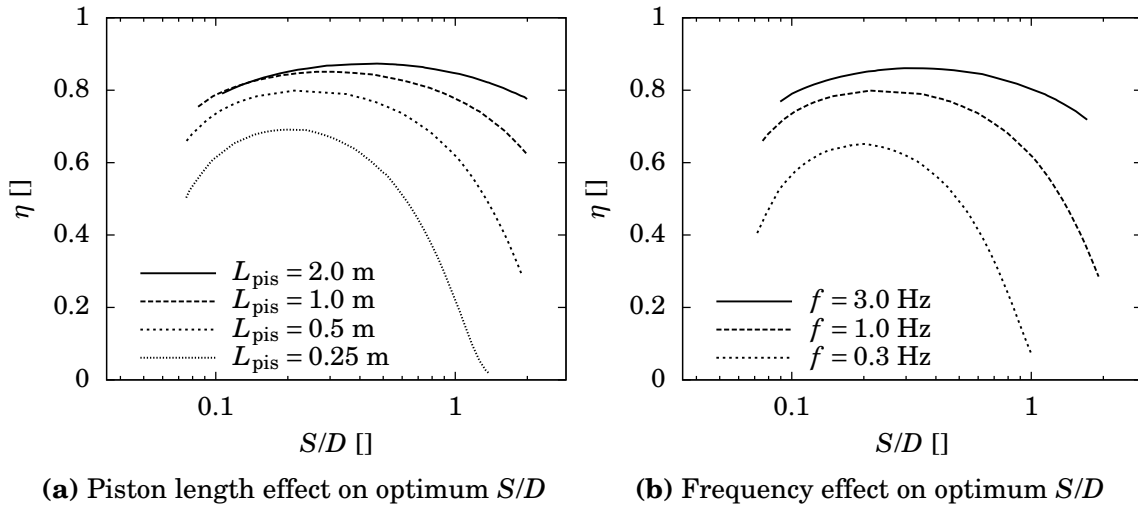 1
0.8
0.6
0.4
0.2
0
η []
0.1
1
S/D []
L_pis = 2.0 m
L_pis = 1.0 m
L_pis = 0.5 m
L_pis = 0.25 m
(a) Piston length effect on optimum S/D
1
0.8
0.6
0.4
0.2
0
η []
0.1
1
S/D []
f = 3.0 Hz
f = 1.0 Hz
f = 0.3 Hz
(b) Frequency effect on optimum S/D